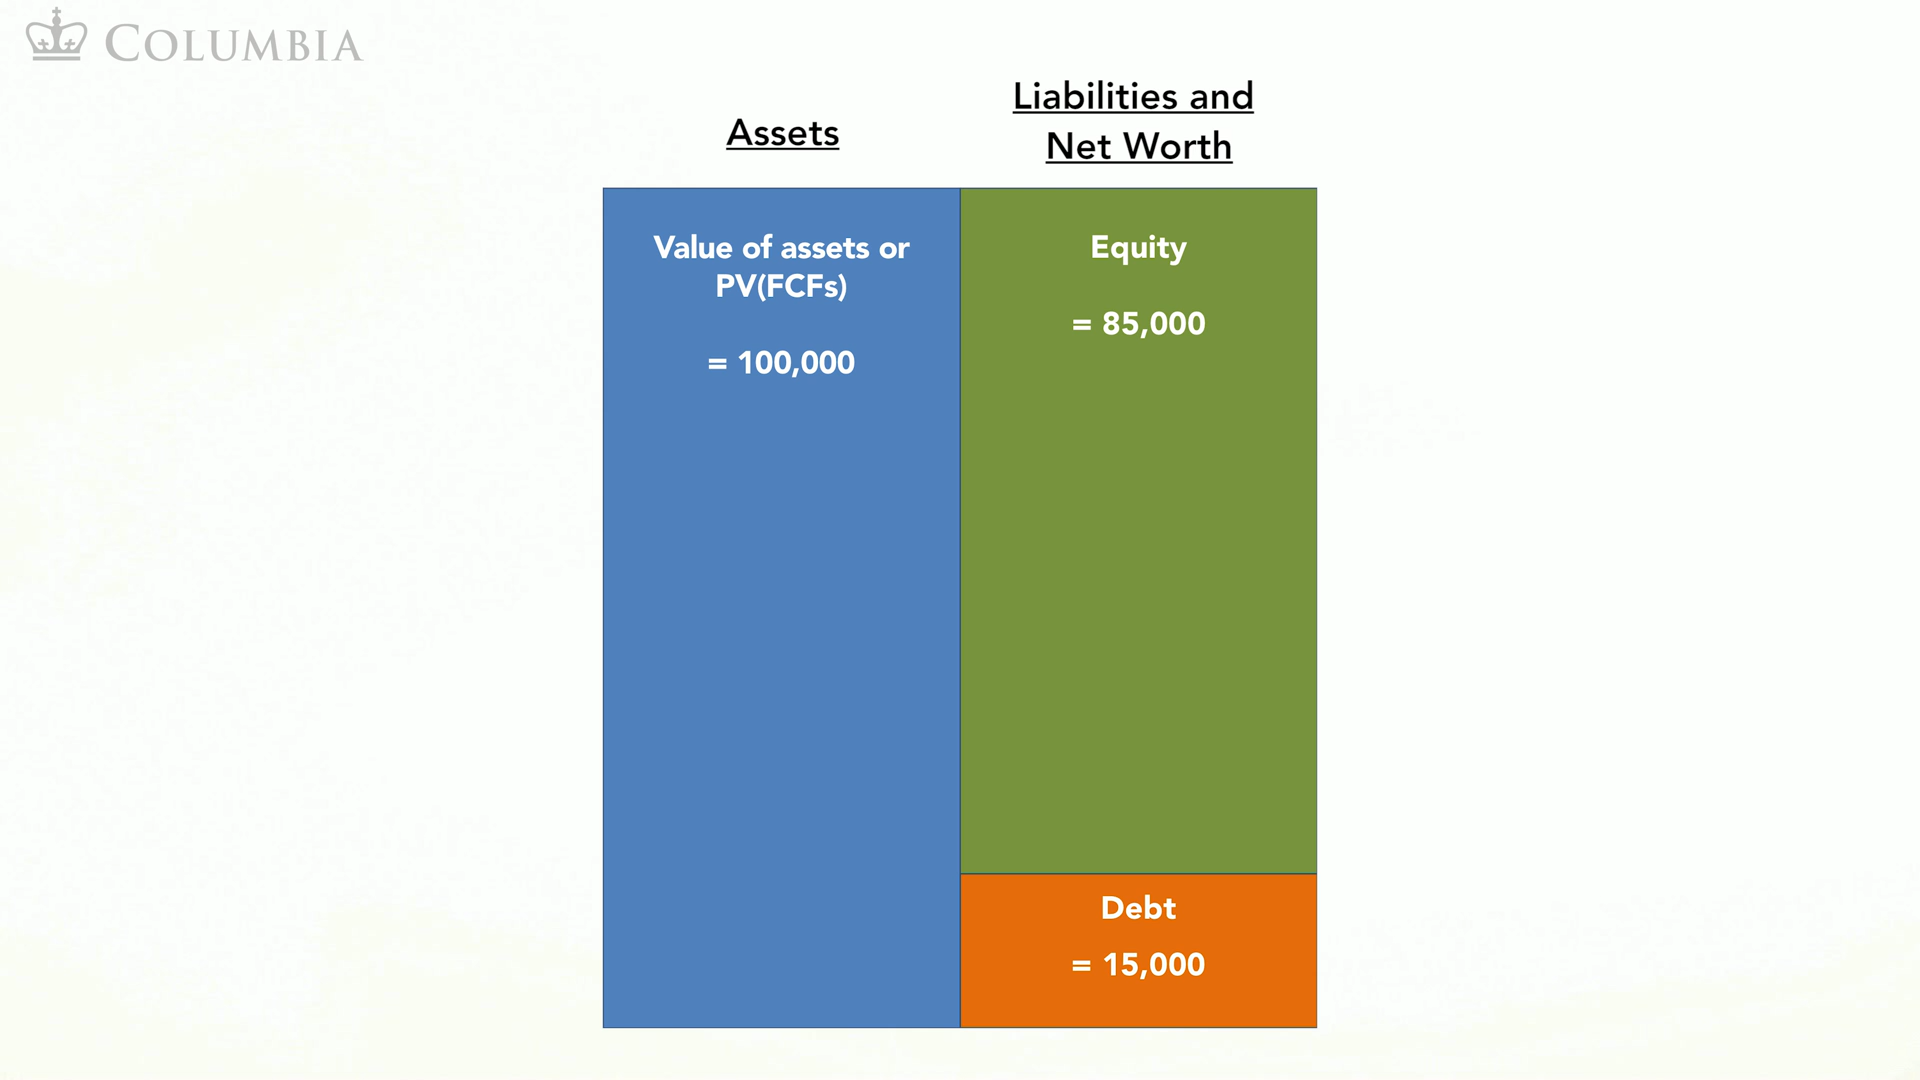 COLUMBIA
Assets
Liabilities and
Net Worth
Value of assets or
PV(FCFs)
= 100,000
Equity
= 85,000
Debt
= 15,000